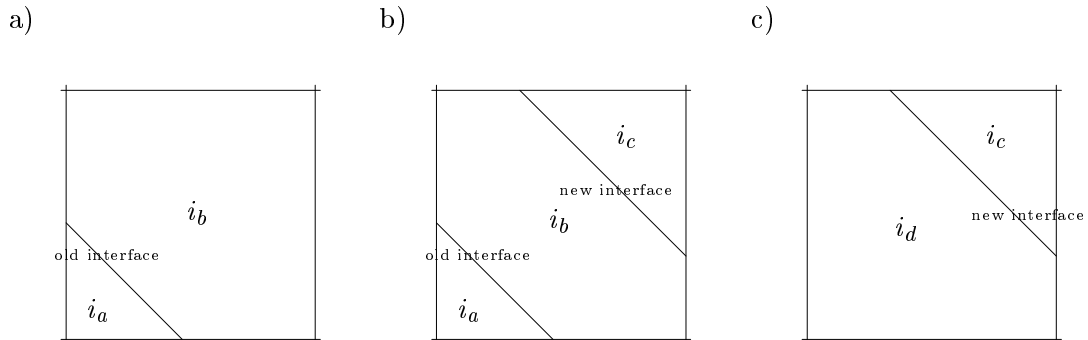 a)
b)
c)
i_b
old interface
i_a
i_c
new interface
i_b
old interface
i_a
i_c
new interface
i_d